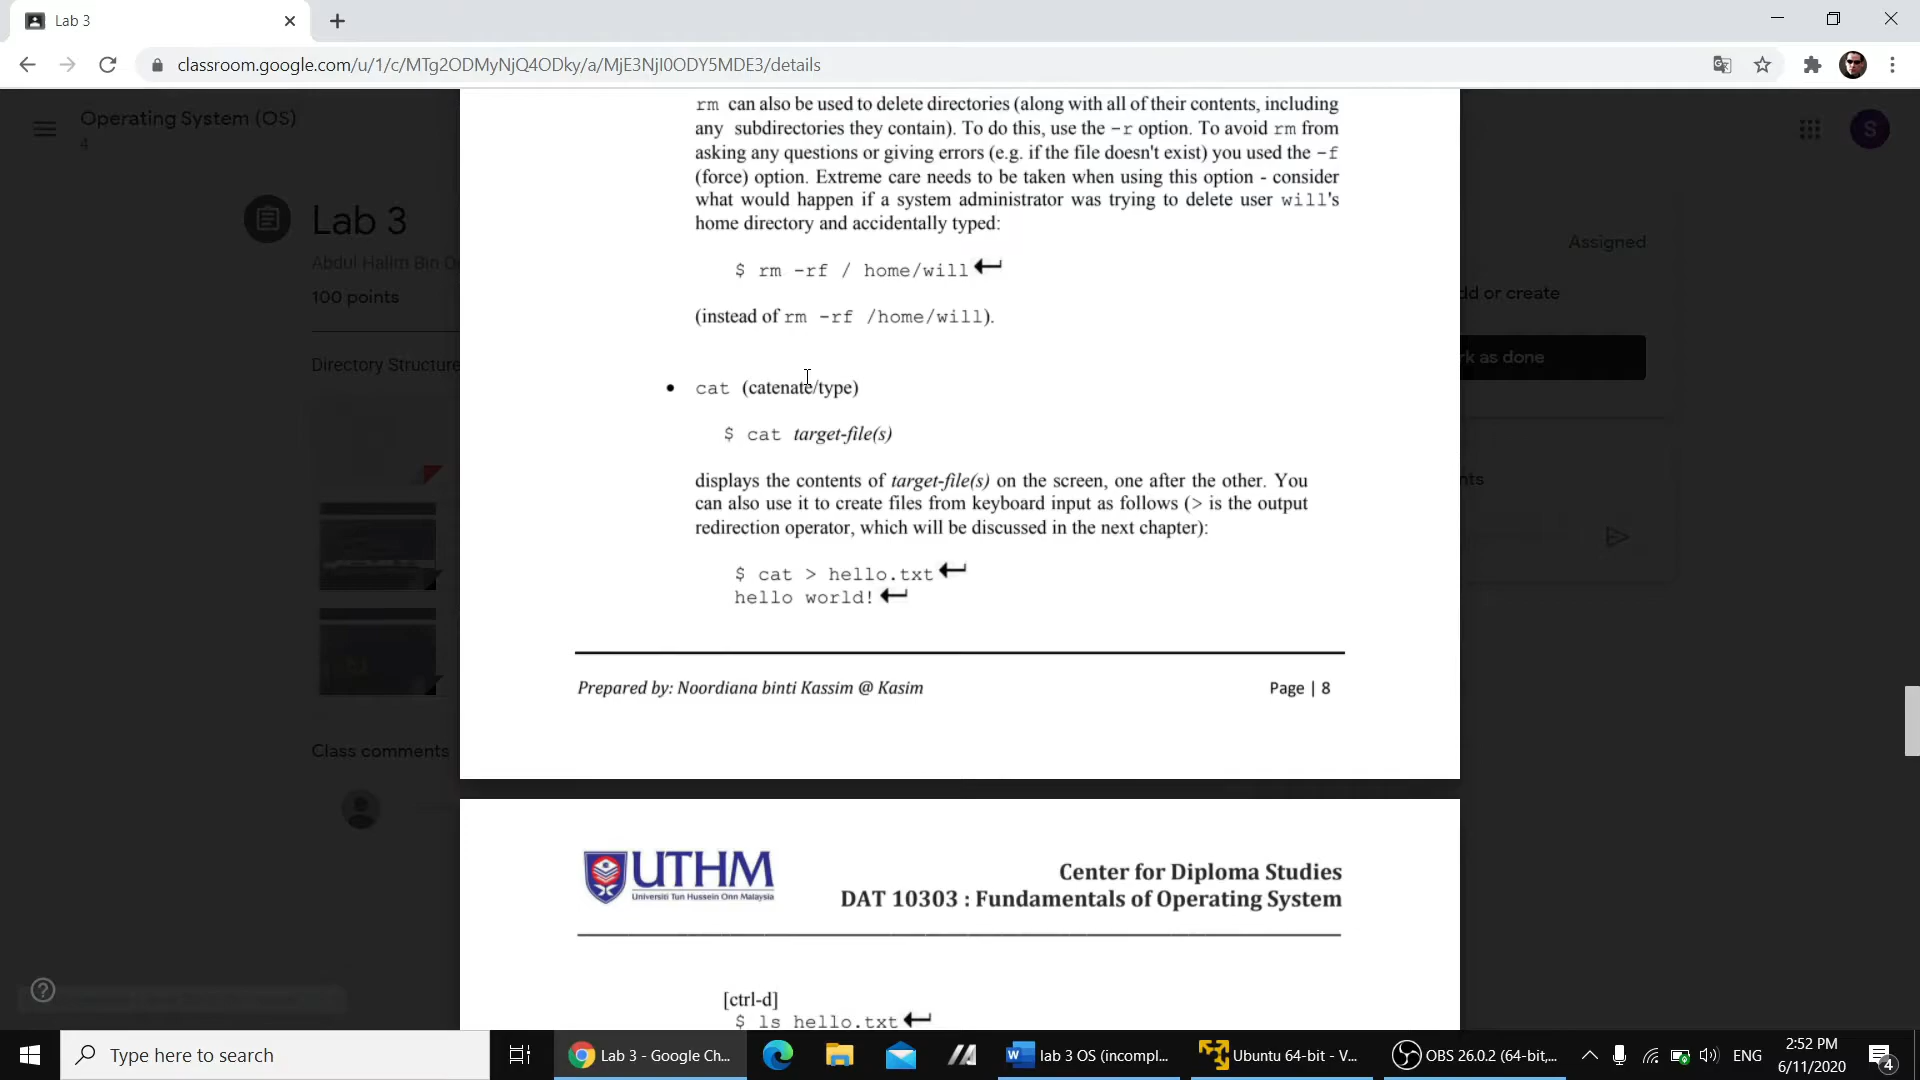 Lab 3
classroom.google.com/u/1/c/MTg2ODMyNjQ4ODky/a/MjE3NjI0ODY5MDE3/details
Operating System (OS)
4
Lab 3
Abdul Halim Bin
100 points
Directory Structure
Class comments
Assigned
dd or create
rk as done
nts
S
rm can also be used to delete directories (along with all of their contents, including
any subdirectories they contain). To do this, use the -r option. To avoid rm from
asking any questions or giving errors (e.g. if the file doesn't exist) you used the -f
(force) option. Extreme care needs to be taken when using this option - consider
what would happen if a system administrator was trying to delete user will's
home directory and accidentally typed:
$ rm -rf / home/will
(instead of rm -rf /home/will).
• cat (catenate/type)
$ cat target-file(s)
displays the contents of target-file(s) on the screen, one after the other. You
can also use it to create files from keyboard input as follows (> is the output
redirection operator, which will be discussed in the next chapter):
$ cat > hello.txt
hello world!
Prepared by: Noordiana binti Kassim @ Kasim
Page | 8
UTHM
Universiti Tun Hussein Onn Malaysia
Center for Diploma Studies
DAT 10303 : Fundamentals of Operating System
[ctrl-d]
$ ls hello.txt
Type here to search
Lab 3 - Google Ch...
lab 3 OS (incompl...
Ubuntu 64-bit - V...
OBS 26.0.2 (64-bit,...
ENG
2:52 PM
6/11/2020
4